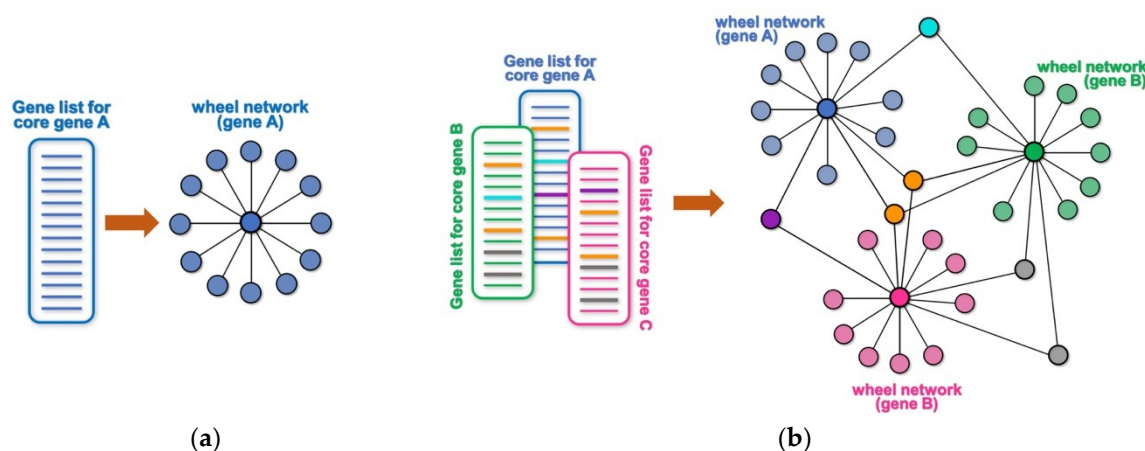 Gene list for
core gene A
wheel network
(gene A)
(a)
Gene list for
core gene A
Gene list for core gene B
Gene list for core gene C
wheel network
(gene A)
wheel network
(gene B)
wheel network
(gene B)
(b)